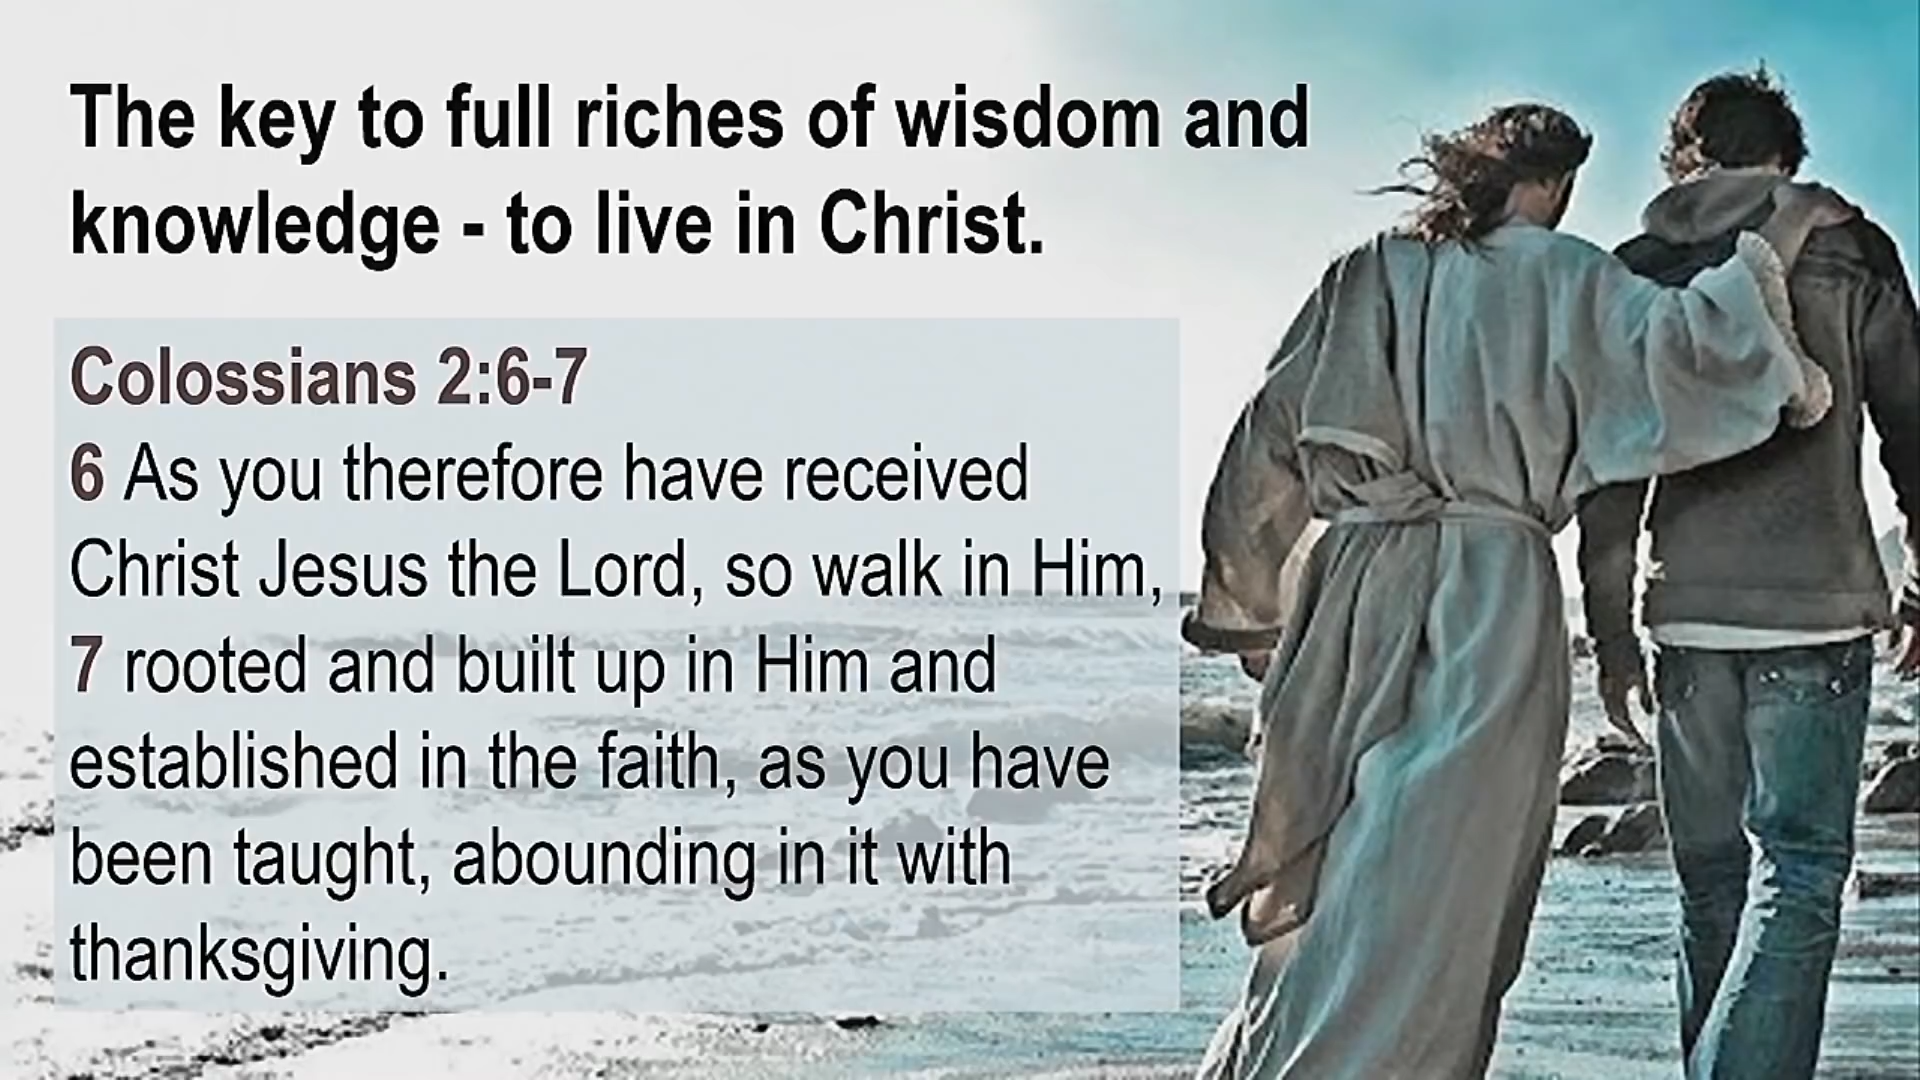 The key to full riches of wisdom and
knowledge - to live in Christ.
Colossians 2:6-7
6 As you therefore have received
Christ Jesus the Lord, so walk in Him,
7 rooted and built up in Him and
established in the faith, as you have
been taught, abounding in it with
thanksgiving.